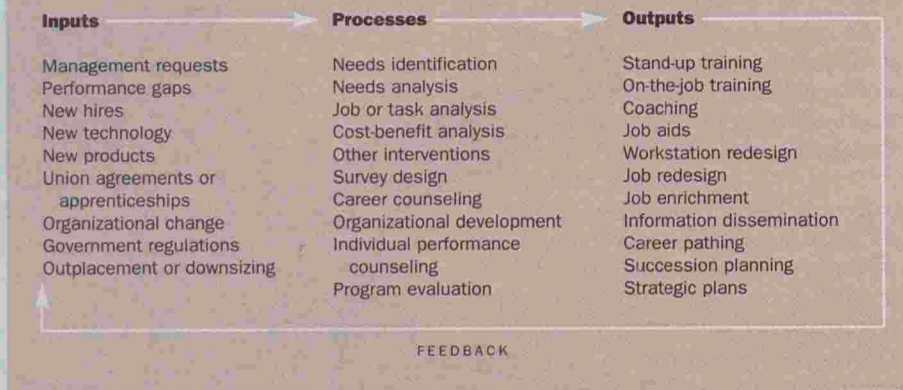 Inputs
Management requests
Performance gaps
New hires
New technology
New products
Union agreements or
apprenticeships
Organizational change
Government regulations
Outplacement or downsizing
Processes
Needs identification
Needs analysis
Job or task analysis
Cost-benefit analysis
Other interventions
Survey design
Career counseling
Organizational development
Individual performance
counseling
Program evaluation
Outputs
Stand-up training
On-the-job training
Coaching
Job aids
Workstation redesign
Job redesign
Job enrichment
Information dissemination
Career pathing
Succession planning
Strategic plans
FEEDBACK